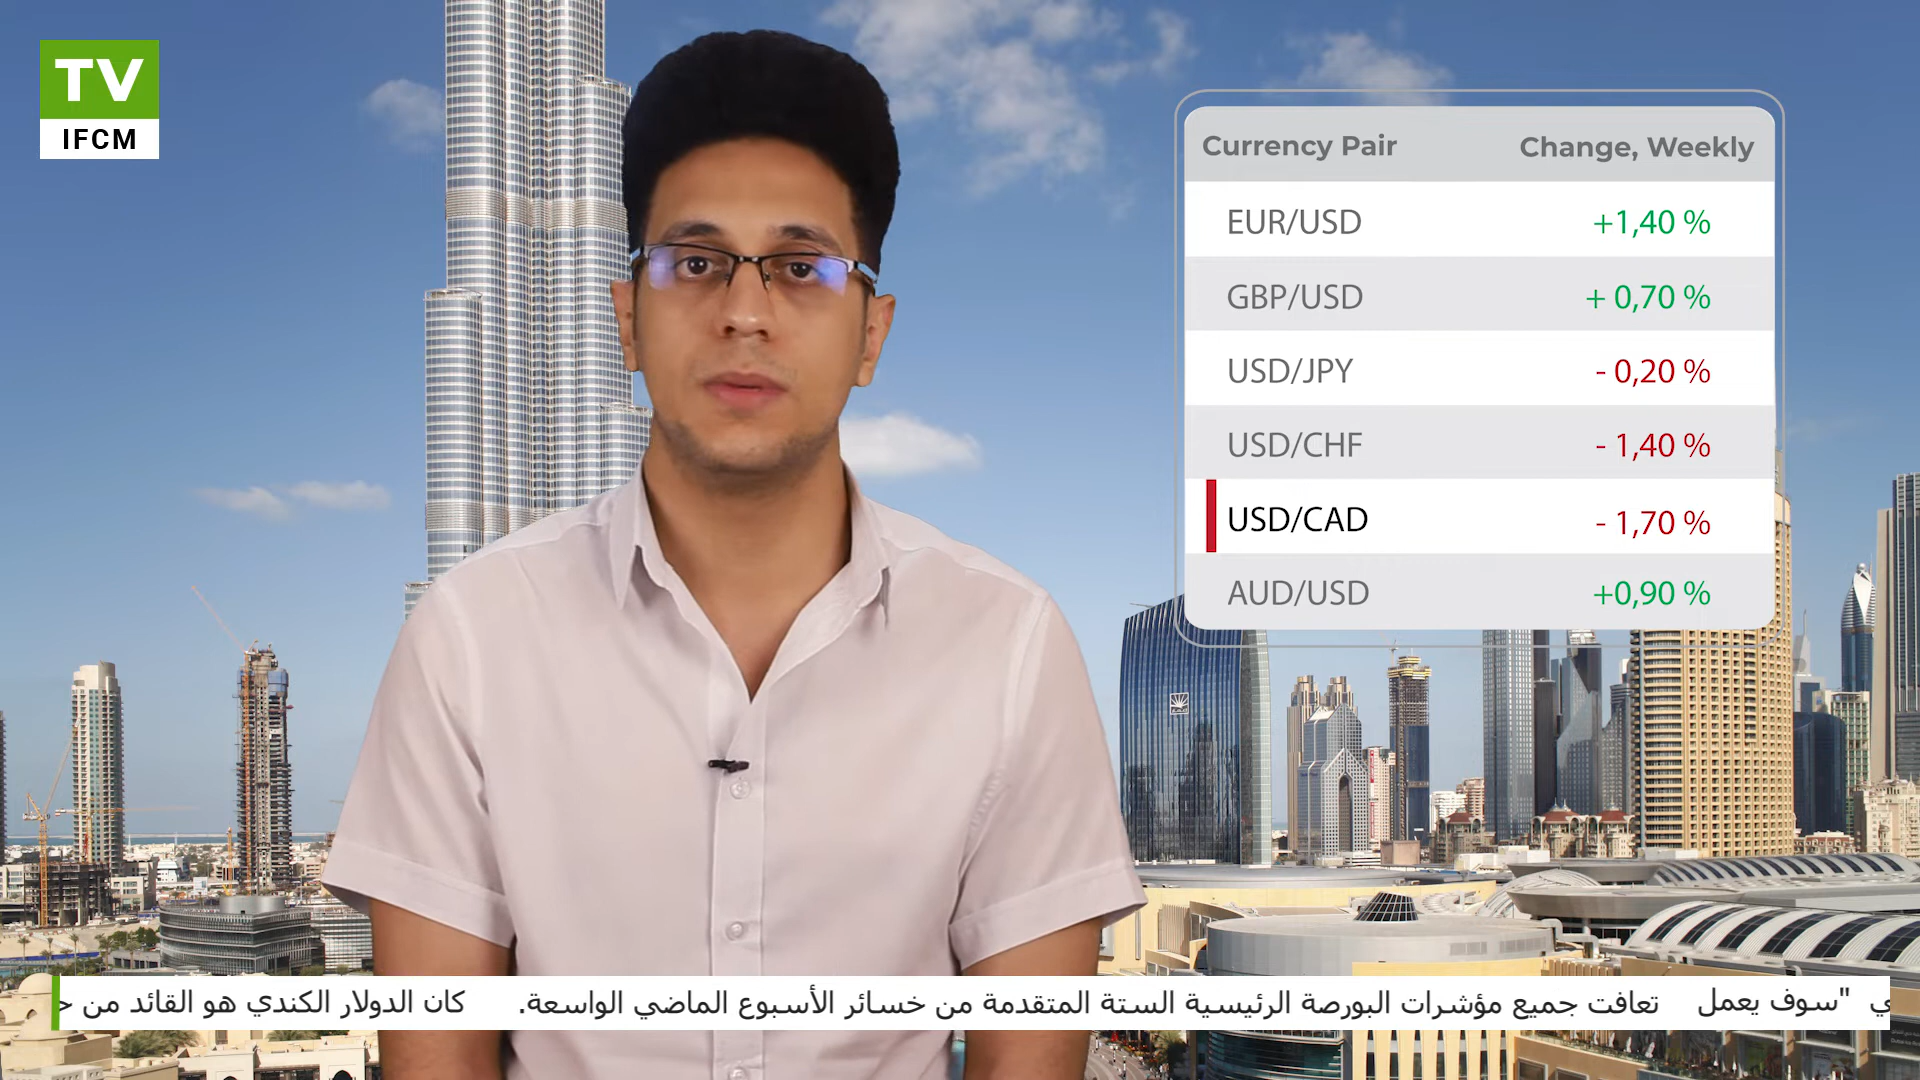 TV
IFCM
Currency Pair Change, Weekly
EUR/USD +1,40 %
GBP/USD + 0,70 %
USD/JPY - 0,20 %
USD/CHF - 1,40 %
USD/CAD - 1,70 %
AUD/USD +0,90 %
"سوف يعمل تعافت جميع مؤشرات البورصة الرئيسية الستة المتقدمة من خسائر الأسبوع الماضي الواسعة. كان الدولار الكندي هو القائد من